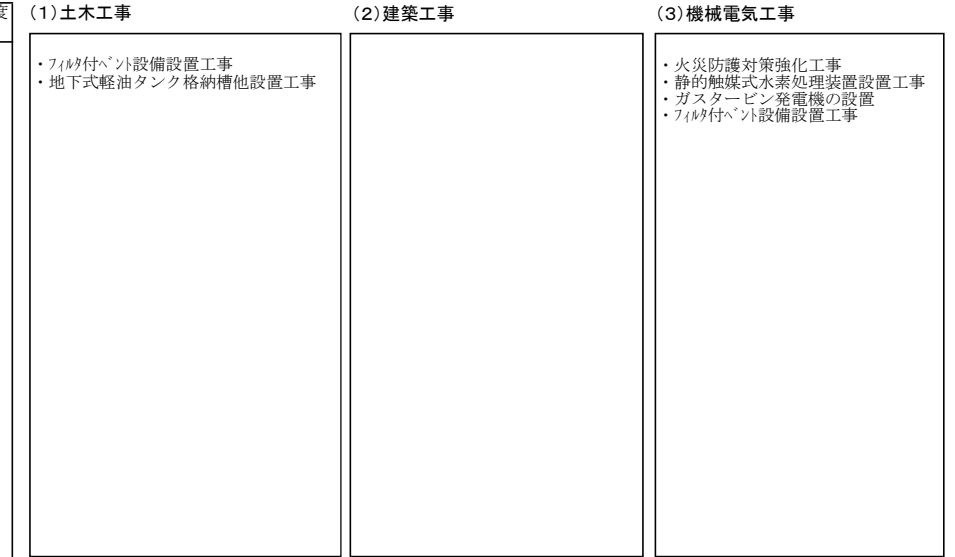 度
(1)土木工事
・ﾌｨﾙﾀ付ﾍﾞﾝﾄ設備設置工事
・地下式軽油タンク格納槽他設置工事
(2)建築工事
(3)機械電気工事
・火災防護対策強化工事
・静的触媒式水素処理装置設置工事
・ガスタービン発電機の設置
・ﾌｨﾙﾀ付ﾍﾞﾝﾄ設備設置工事